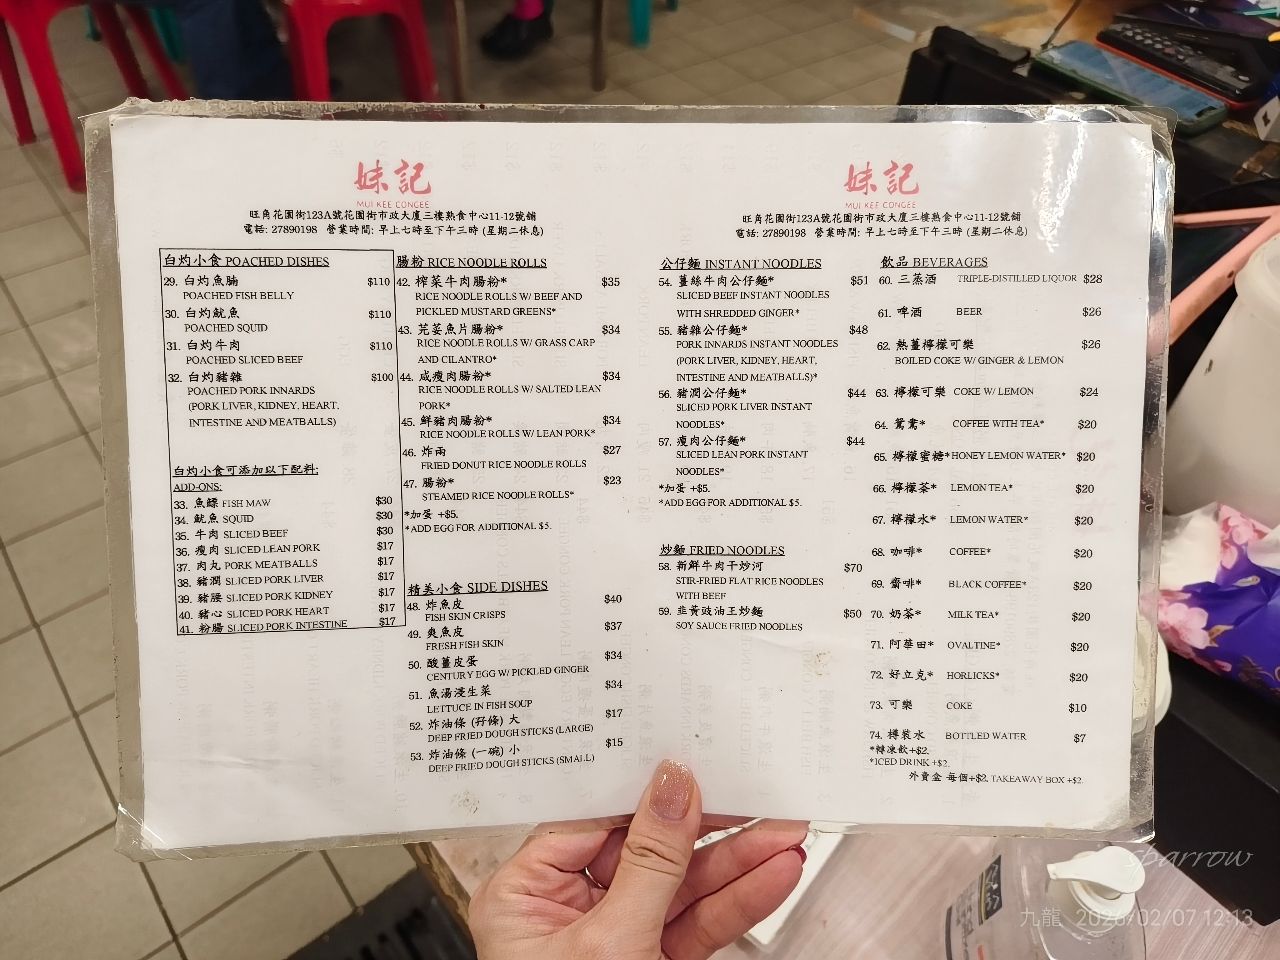 妹記
MUI KEE CONGEE
旺角花園街123A號花園街市政大廈三樓熟食中心11-12號舖
電話: 27890198 營業時間: 早上七時至下午三時 (星期二休息)
白灼小食 POACHED DISHES
29. 白灼魚腩 $110
POACHED FISH BELLY
30. 白灼魷魚 $110
POACHED SQUID
31. 白灼牛肉 $110
POACHED SLICED BEEF
32. 白灼豬雜 $100
POACHED PORK INNARDS
(PORK LIVER, KIDNEY, HEART,
INTESTINE AND MEATBALLS)
白灼小食可添加以下配料:
ADD-ONS:
33. 魚鰾 FISH MAW $30
34. 魷魚 SQUID $30
35. 牛肉 SLICED BEEF $30
36. 瘦肉 SLICED LEAN PORK $17
37. 肉丸 PORK MEATBALLS $17
38. 豬潤 SLICED PORK LIVER $17
39. 豬腰 SLICED PORK KIDNEY $17
40. 豬心 SLICED PORK HEART $17
41. 粉腸 SLICED PORK INTESTINE $17
腸粉 RICE NOODLE ROLLS
42. 榨菜牛肉腸粉* $35
RICE NOODLE ROLLS W/ BEEF AND
PICKLED MUSTARD GREENS*
43. 芫荽魚片腸粉* $34
RICE NOODLE ROLLS W/ GRASS CARP
AND CILANTRO*
44. 咸瘦肉腸粉* $34
RICE NOODLE ROLLS W/ SALTED LEAN
PORK*
45. 鮮豬肉腸粉* $34
RICE NOODLE ROLLS W/ LEAN PORK*
46. 炸兩 $27
FRIED DONUT RICE NOODLE ROLLS
47. 腸粉* $23
STEAMED RICE NOODLE ROLLS*
*加蛋 +$5.
*ADD EGG FOR ADDITIONAL $5.
精美小食 SIDE DISHES
48. 炸魚皮 $40
FISH SKIN CRISPS
49. 爽魚皮 $37
FRESH FISH SKIN
50. 酸薑皮蛋 $34
CENTURY EGG W/ PICKLED GINGER
51. 魚湯浸生菜 $34
LETTUCE IN FISH SOUP
52. 炸油條 (孖條) 大 $17
DEEP FRIED DOUGH STICKS (LARGE)
53. 炸油條 (一碗) 小 $15
DEEP FRIED DOUGH STICKS (SMALL)
妹記
MUI KEE CONGEE
旺角花園街123A號花園街市政大廈三樓熟食中心11-12號舖
電話: 27890198 營業時間: 早上七時至下午三時 (星期二休息)
公仔麵 INSTANT NOODLES
54. 薑絲牛肉公仔麵* $51
SLICED BEEF INSTANT NOODLES
WITH SHREDDED GINGER*
55. 豬雜公仔麵* $48
PORK INNARDS INSTANT NOODLES
(PORK LIVER, KIDNEY, HEART,
INTESTINE AND MEATBALLS)*
56. 豬潤公仔麵* $44
SLICED PORK LIVER INSTANT
NOODLES*
57. 瘦肉公仔麵* $44
SLICED LEAN PORK INSTANT
NOODLES*
*加蛋 +$5.
*ADD EGG FOR ADDITIONAL $5.
炒麵 FRIED NOODLES
58. 新鮮牛肉干炒河 $70
STIR-FRIED FLAT RICE NOODLES
WITH BEEF
59. 韭黃豉油王炒麵 $50
SOY SAUCE FRIED NOODLES
飲品 BEVERAGES
60. 三蒸酒 TRIPLE-DISTILLED LIQUOR $28
61. 啤酒 BEER $26
62. 熱薑檸檬可樂 $26
BOILED COKE W/ GINGER & LEMON
63. 檸檬可樂 COKE W/ LEMON $24
64. 鴛鴦* COFFEE WITH TEA* $20
65. 檸檬蜜糖* HONEY LEMON WATER* $20
66. 檸檬茶* LEMON TEA* $20
67. 檸檬水* LEMON WATER* $20
68. 咖啡* COFFEE* $20
69. 齋啡* BLACK COFFEE* $20
70. 奶茶* MILK TEA* $20
71. 阿華田* OVALTINE* $20
72. 好立克* HORLICKS* $20
73. 可樂 COKE $10
74. 樽裝水 BOTTLED WATER $7
*轉凍飲+$2.
*ICED DRINK +$2.
外賣盒 每個+$2. TAKEAWAY BOX +$2.
sparrow
九龍 2026/02/07 12:13